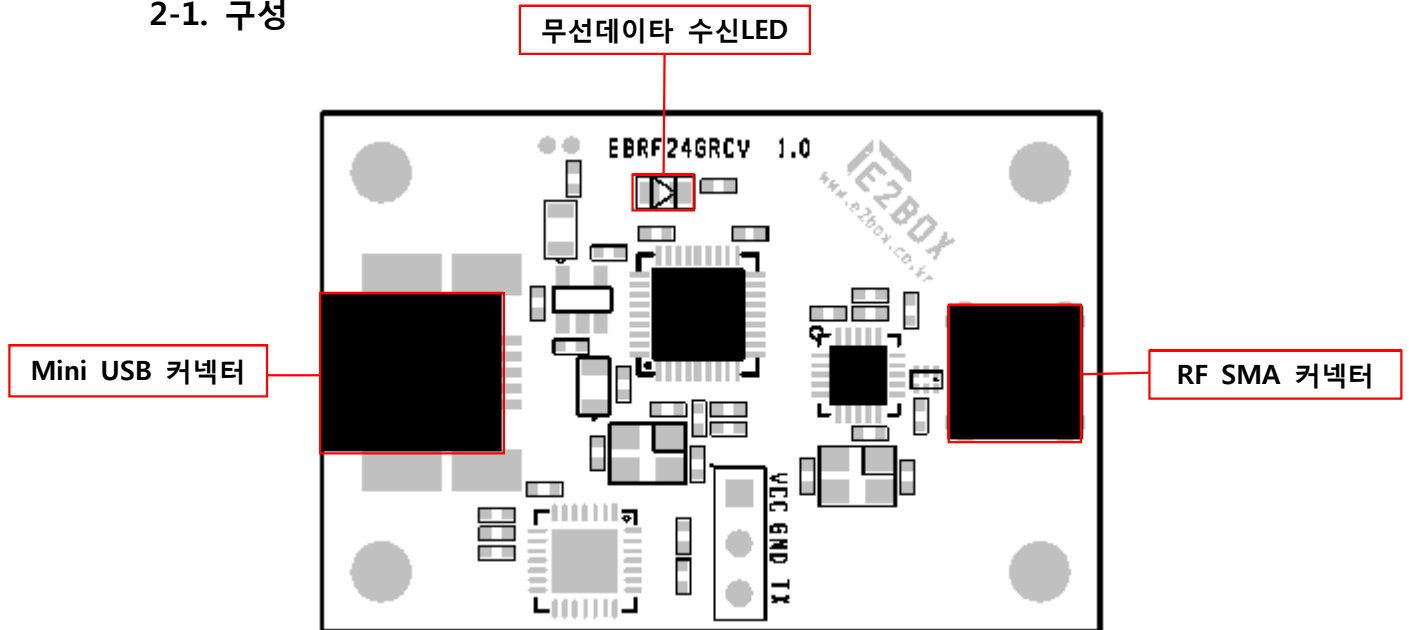 2-1. 구성
무선데이타 수신LED
EBRF24GRCV 1.0
E2BOX
www.e2box.co.kr
Mini USB 커넥터
RF SMA 커넥터
VCC GND TX